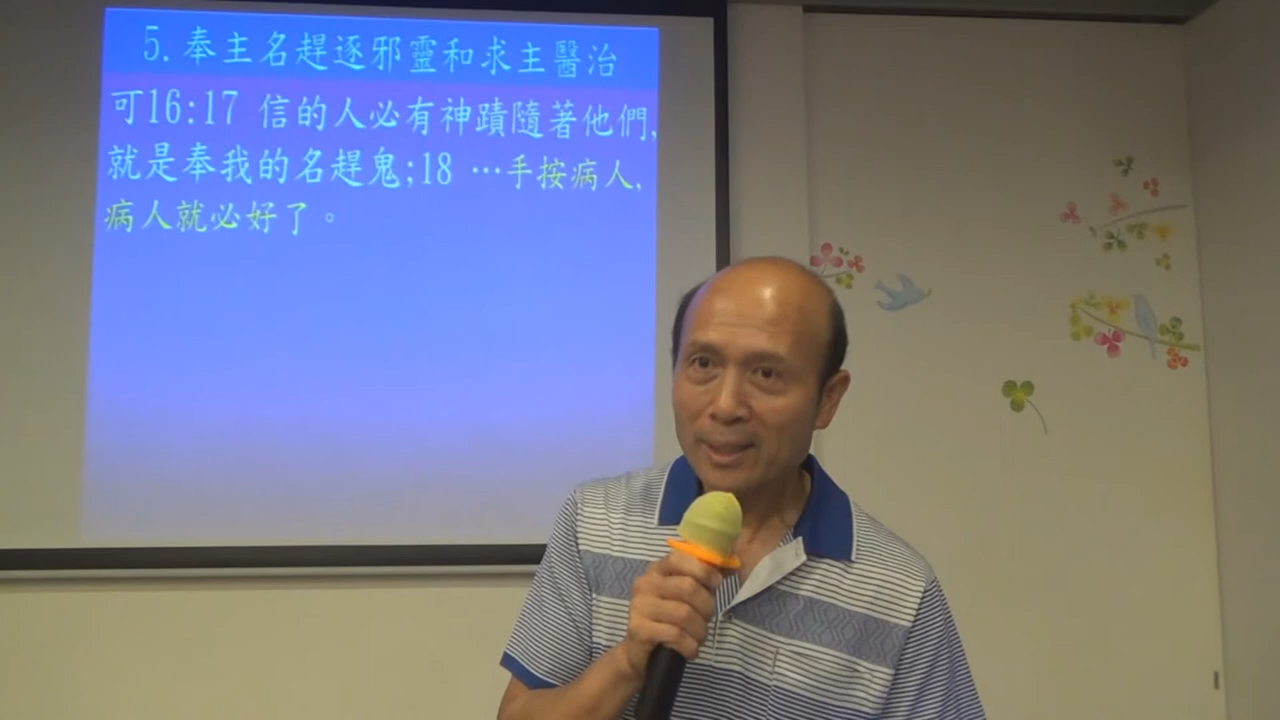 5. 奉主名趕逐邪靈和求主醫治
可16:17 信的人必有神蹟隨著他們,
就是奉我的名趕鬼;18 …手按病人,
病人就必好了。